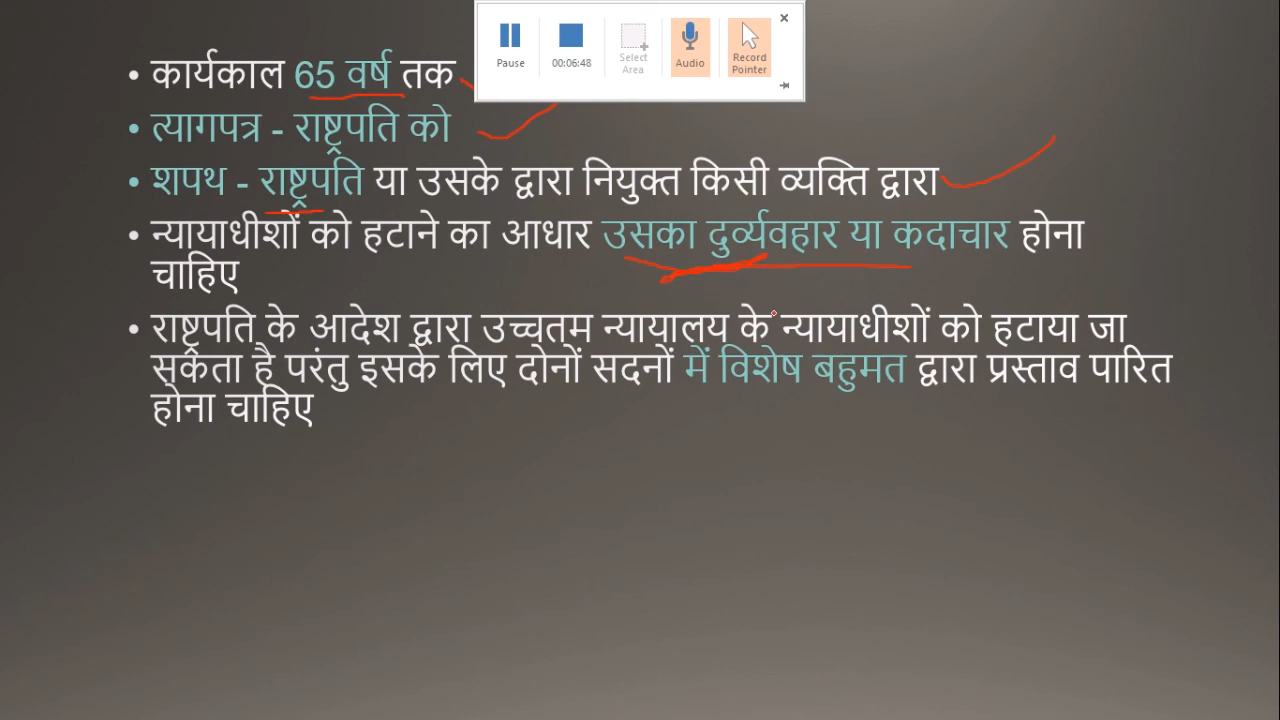 Pause
00:06:48
Select
Area
Audio
Record
Pointer
• कार्यकाल 65 वर्ष तक
• त्यागपत्र - राष्ट्रपति को
• शपथ - राष्ट्रपति या उसके द्वारा नियुक्त किसी व्यक्ति द्वारा
• न्यायाधीशों को हटाने का आधार उसका दुर्व्यवहार या कदाचार होना
चाहिए
• राष्ट्रपति के आदेश द्वारा उच्चतम न्यायालय के न्यायाधीशों को हटाया जा
सकता है परंतु इसके लिए दोनों सदनों में विशेष बहुमत द्वारा प्रस्ताव पारित
होना चाहिए